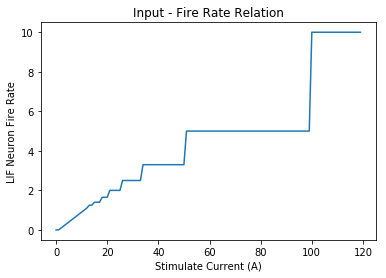 Input - Fire Rate Relation
10
8
6
4
2
0
LIF Neuron Fire Rate
0 20 40 60 80 100 120
Stimulate Current (A)